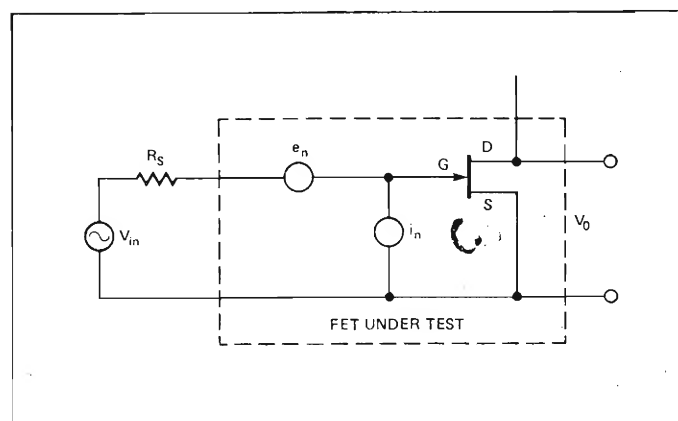 e_n
R_S
D
G
S
V_in
i_n
V_0
FET UNDER TEST